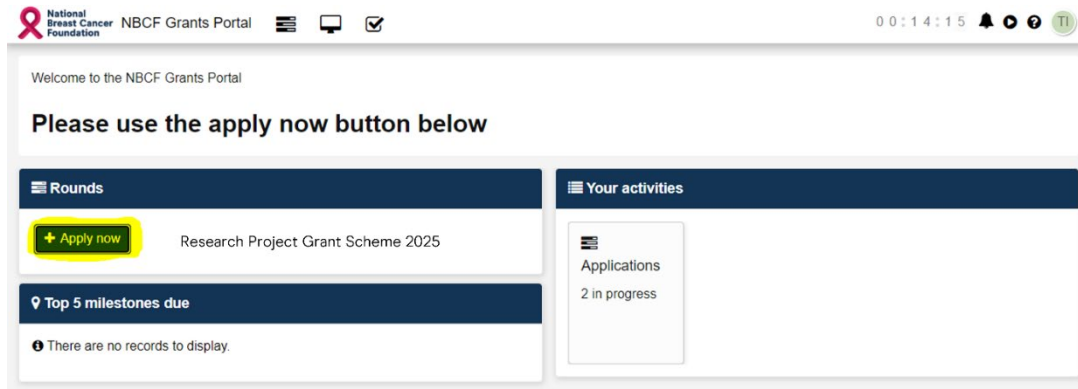 National
Breast Cancer
Foundation
NBCF Grants Portal
00:14:15
TI
Welcome to the NBCF Grants Portal
Please use the apply now button below
Rounds
+ Apply now
Research Project Grant Scheme 2025
Top 5 milestones due
There are no records to display.
Your activities
Applications
2 in progress